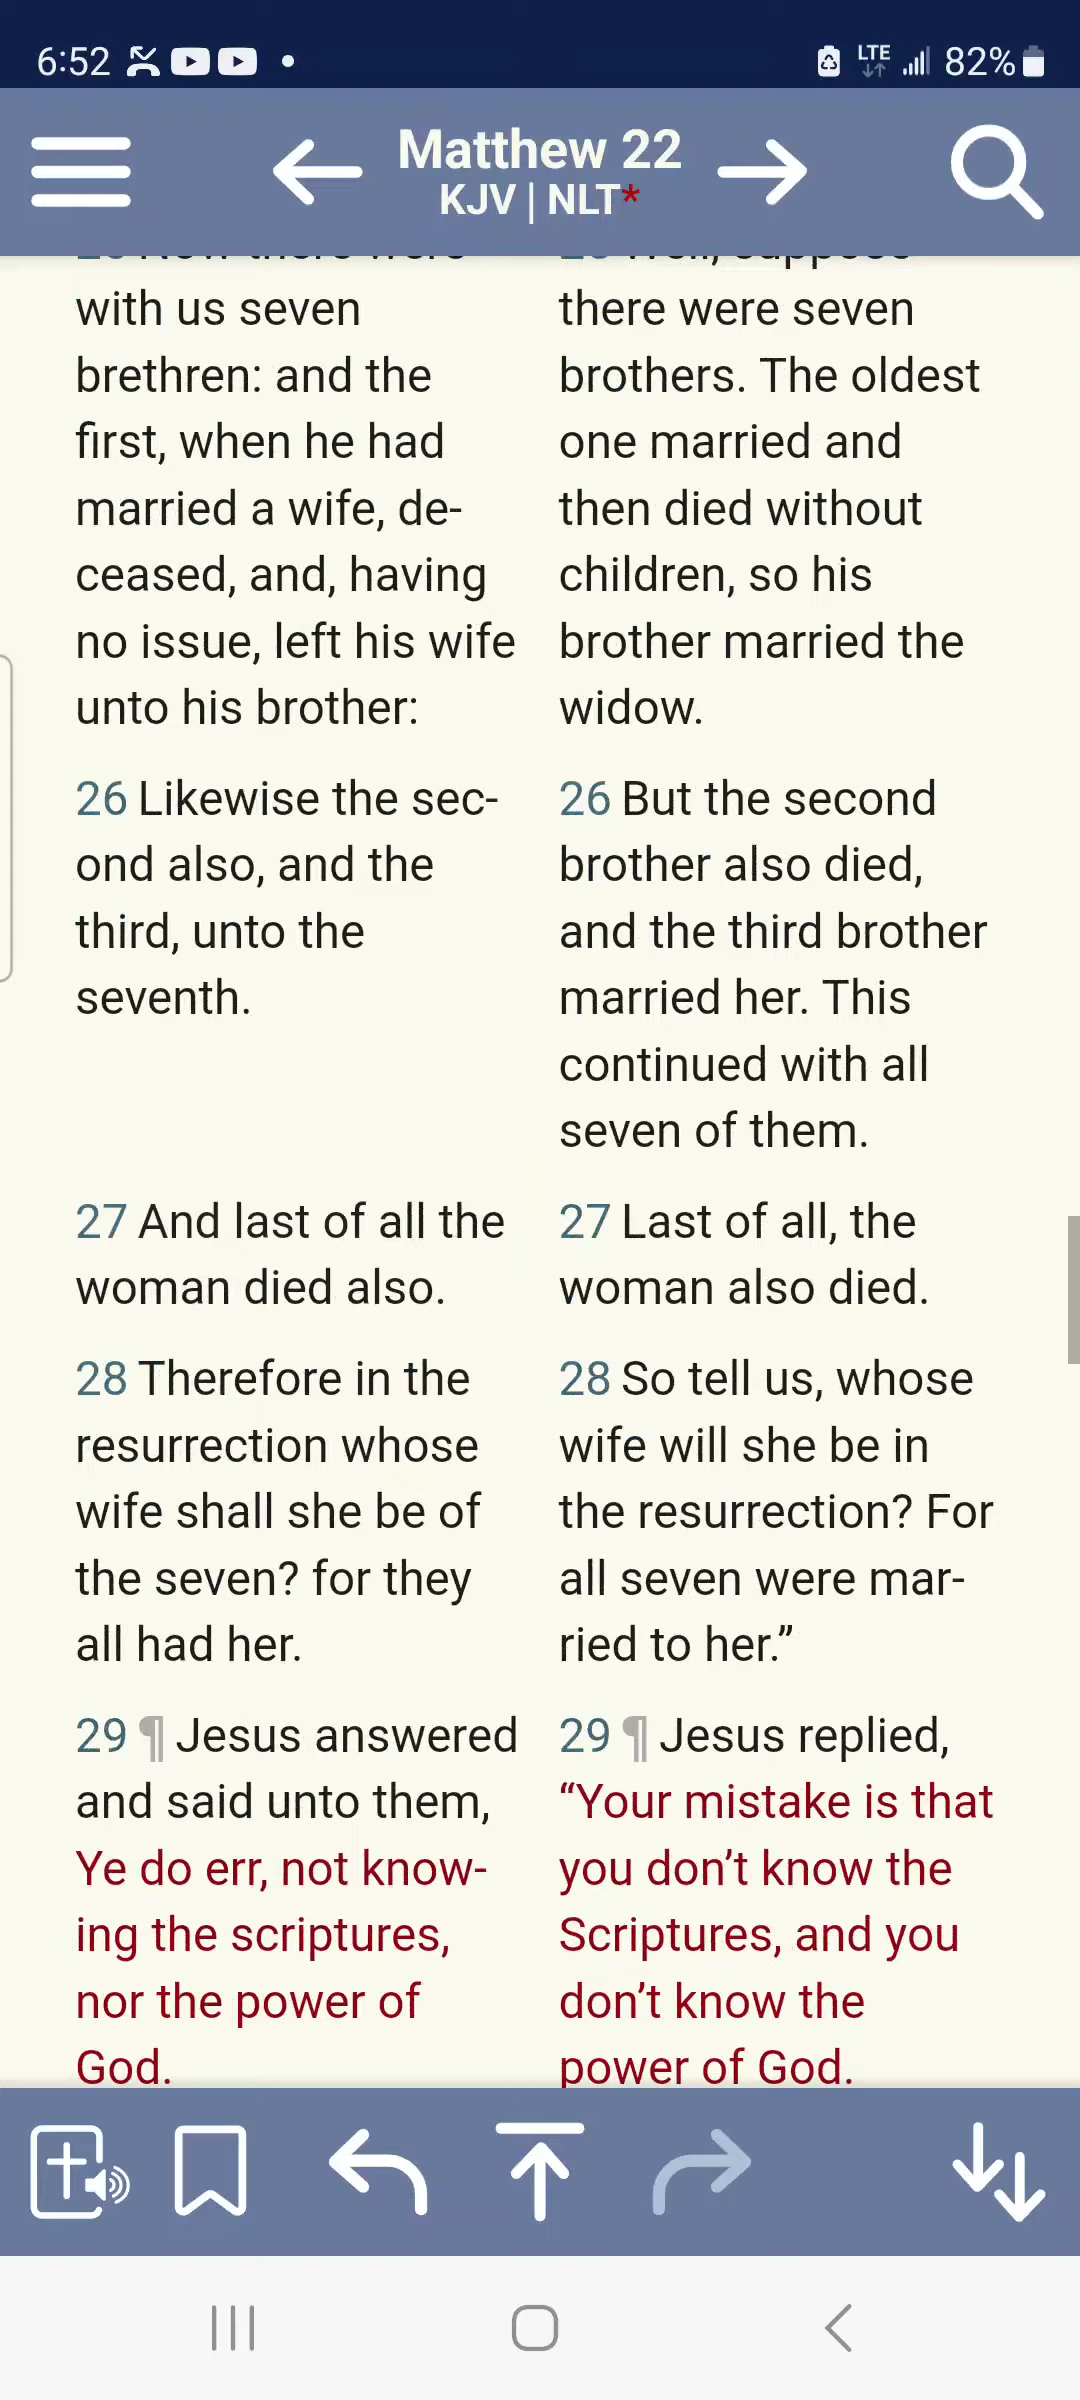 6:52 LTE 82%
Matthew 22
KJV | NLT*
with us seven
brethren: and the
first, when he had
married a wife, de-
ceased, and, having
no issue, left his wife
unto his brother:
26 Likewise the sec-
ond also, and the
third, unto the
seventh.
27 And last of all the
woman died also.
28 Therefore in the
resurrection whose
wife shall she be of
the seven? for they
all had her.
29 ¶ Jesus answered
and said unto them,
Ye do err, not know-
ing the scriptures,
nor the power of
God.
there were seven
brothers. The oldest
one married and
then died without
children, so his
brother married the
widow.
26 But the second
brother also died,
and the third brother
married her. This
continued with all
seven of them.
27 Last of all, the
woman also died.
28 So tell us, whose
wife will she be in
the resurrection? For
all seven were mar-
ried to her.”
29 ¶ Jesus replied,
“Your mistake is that
you don’t know the
Scriptures, and you
don’t know the
power of God.